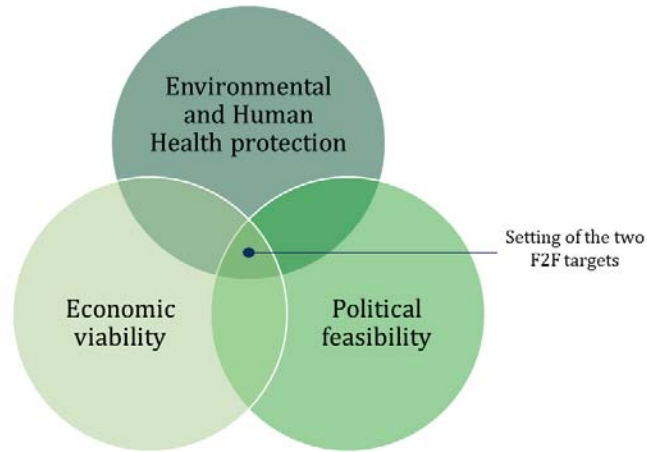 Environmental
and Human
Health protection
Setting of the two
F2F targets
Economic
viability
Political
feasibility